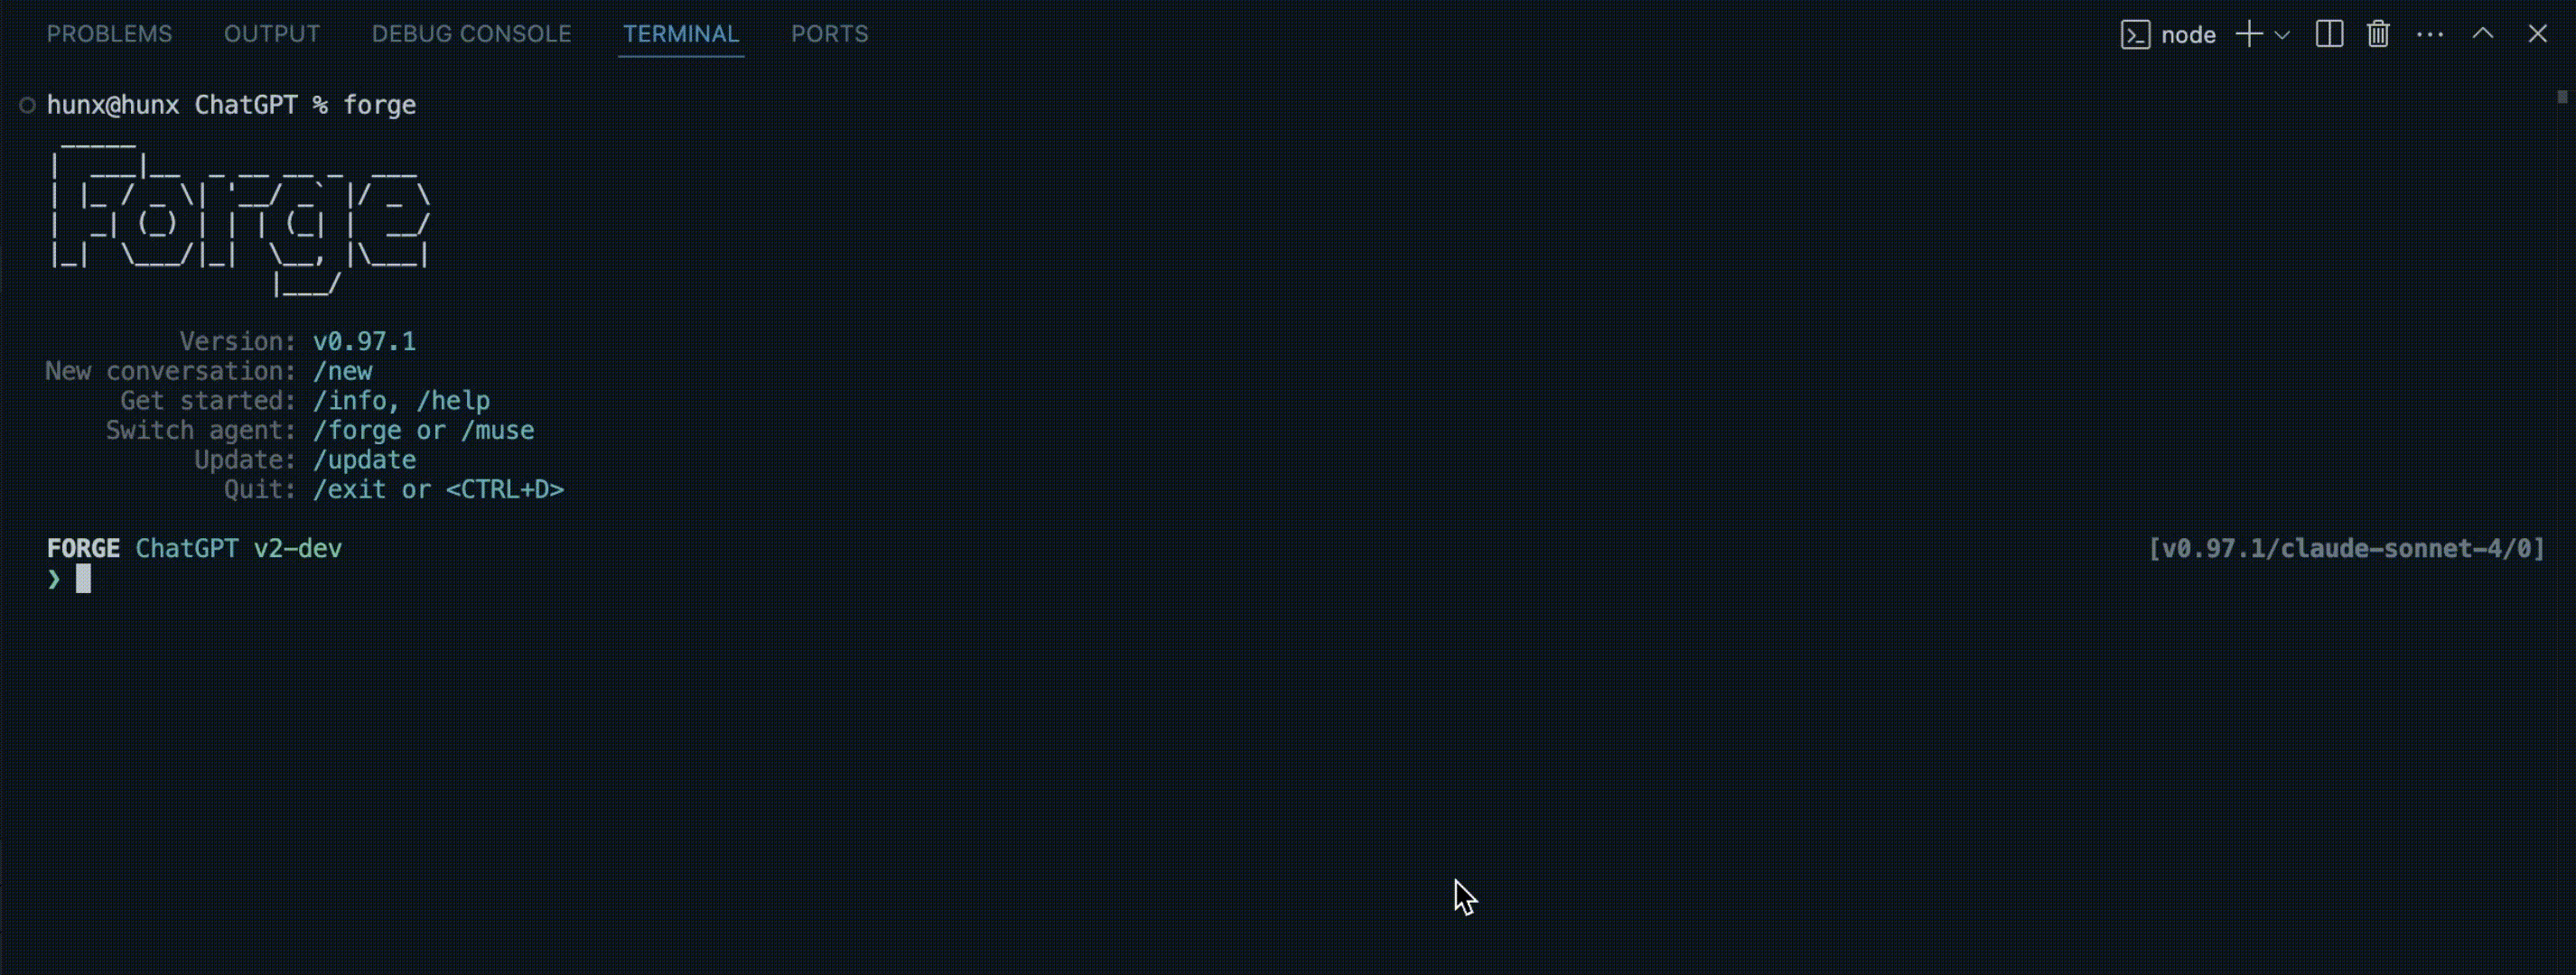 PROBLEMS OUTPUT DEBUG CONSOLE TERMINAL PORTS node
hunx@hunx ChatGPT % forge
Forge
Version: v0.97.1
New conversation: /new
Get started: /info, /help
Switch agent: /forge or /muse
Update: /update
Quit: /exit or <CTRL+D>
FORGE ChatGPT v2-dev [v0.97.1/claude-sonnet-4/0]
❯